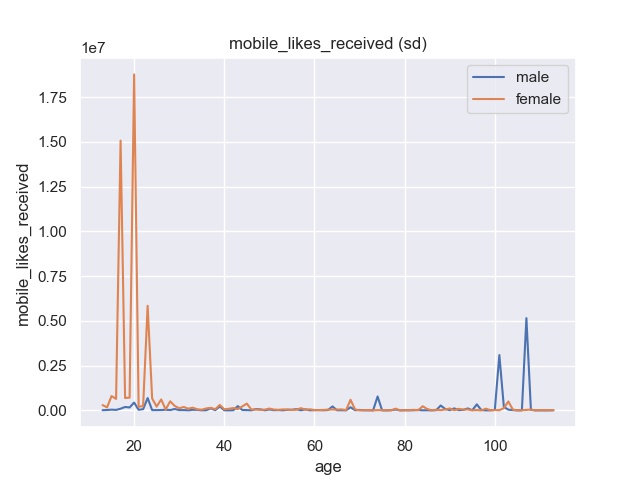 mobile_likes_received (sd)
1e7
male
female
mobile_likes_received
1.75
1.50
1.25
1.00
0.75
0.50
0.25
0.00
20
40
60
80
100
age